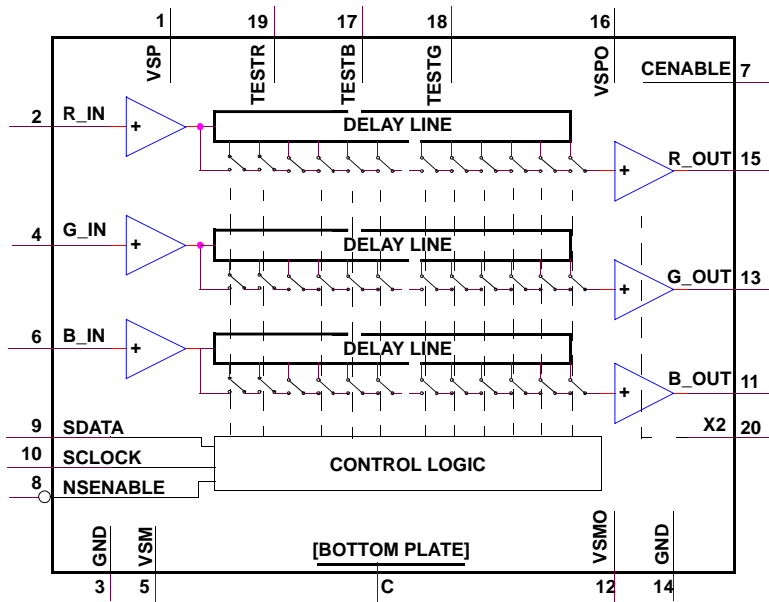 1 19 17 18 16
VSP TESTR TESTB TESTG VSPO
CENABLE 7
2 R_IN + DELAY LINE + R_OUT 15
4 G_IN + DELAY LINE + G_OUT 13
6 B_IN + DELAY LINE + B_OUT 11
9 SDATA X2 20
10 SCLOCK CONTROL LOGIC
8 NSENABLE
GND VSM [BOTTOM PLATE] VSMO GND
3 5 C 12 14